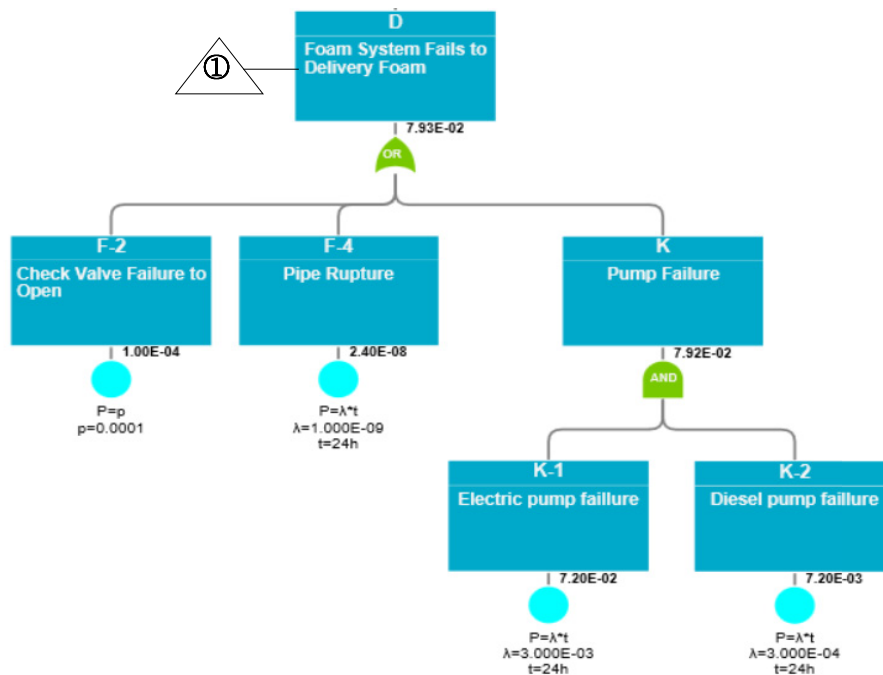 D
Foam System Fails to
Delivery Foam
①
7.93E-02
OR
F-2
Check Valve Failure to
Open
F-4
Pipe Rupture
K
Pump Failure
1.00E-04
2.40E-08
7.92E-02
P=p
p=0.0001
P=λ*t
λ=1.000E-09
t=24h
AND
K-1
Electric pump faillure
K-2
Diesel pump faillure
7.20E-02
7.20E-03
P=λ*t
λ=3.000E-03
t=24h
P=λ*t
λ=3.000E-04
t=24h